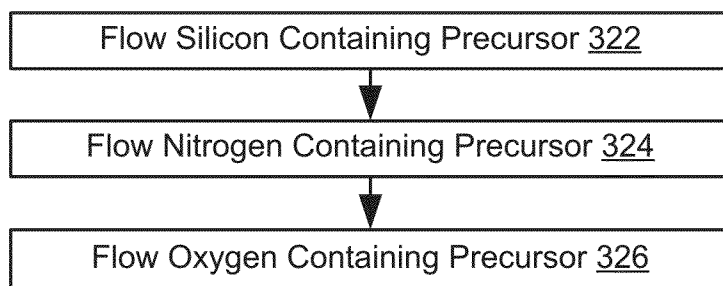 Flow Silicon Containing Precursor 322
Flow Nitrogen Containing Precursor 324
Flow Oxygen Containing Precursor 326